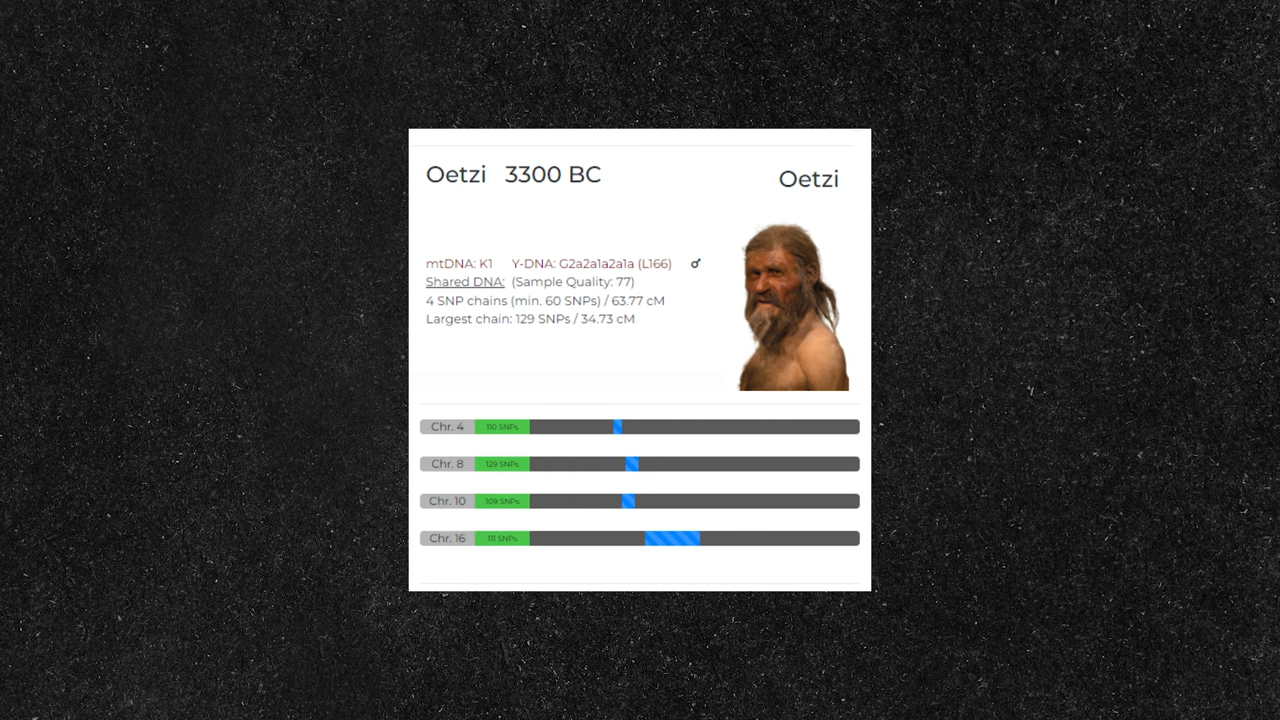 Oetzi 3300 BC
Oetzi
mtDNA: K1 Y-DNA: G2a2a1a2a1a (L166) ♂
Shared DNA: (Sample Quality: 77)
4 SNP chains (min. 60 SNPs) / 63.77 cM
Largest chain: 129 SNPs / 34.73 cM
Chr. 4 110 SNPs
Chr. 8 129 SNPs
Chr. 10 109 SNPs
Chr. 16 111 SNPs